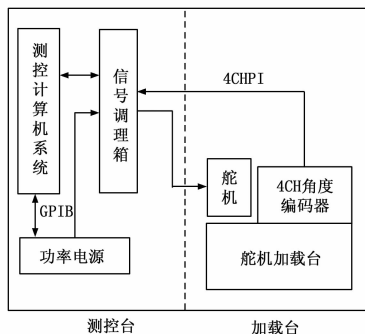 测控计算机系统
信号调理箱
4CHPI
舵机
4CH角度
编码器
GPIB
功率电源
舵机加载台
测控台
加载台